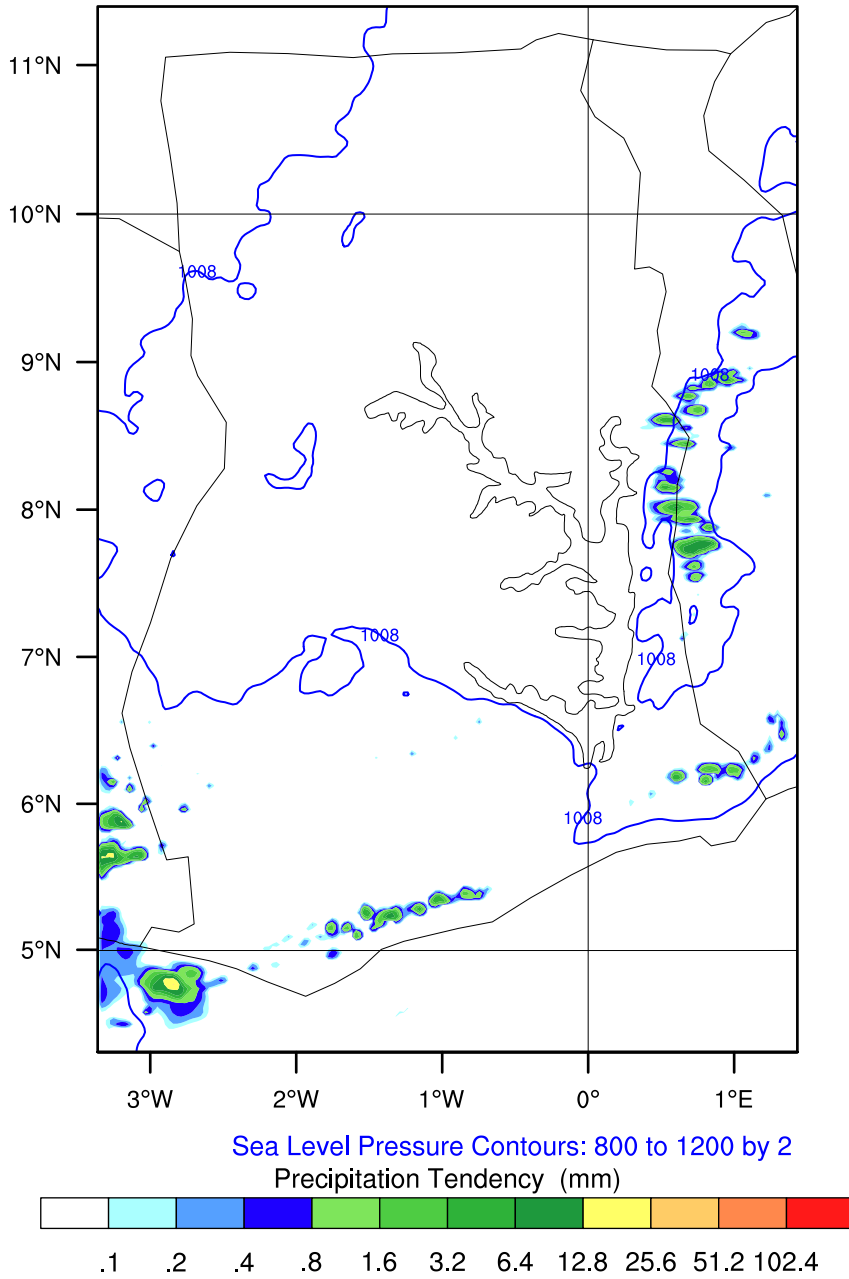 11°N
10°N
1008
9°N
1008
8°N
1008
7°N
1008
6°N
1008
5°N
3°W 2°W 1°W 0° 1°E
Sea Level Pressure Contours: 800 to 1200 by 2
Precipitation Tendency (mm)
.1 .2 .4 .8 1.6 3.2 6.4 12.8 25.6 51.2 102.4